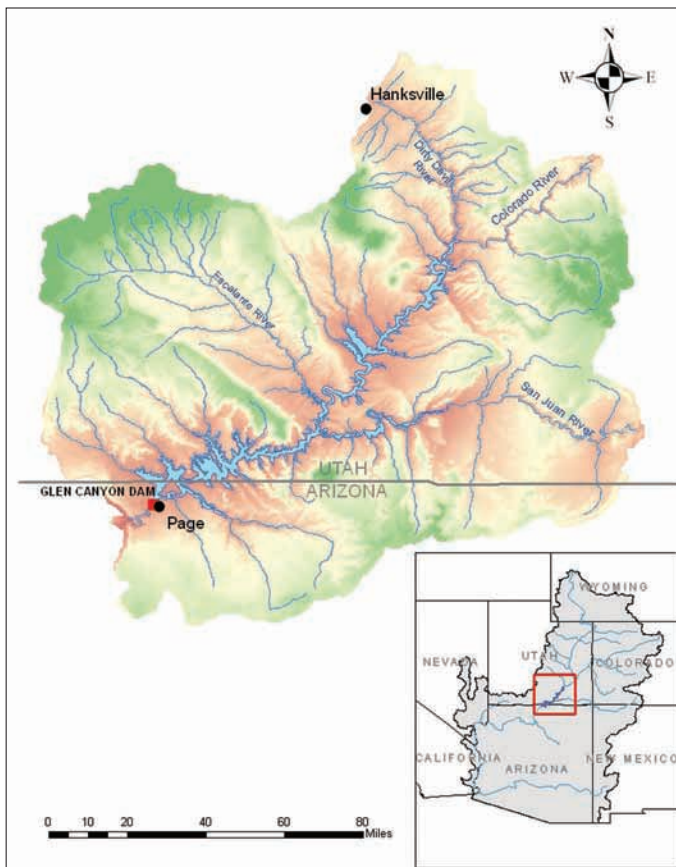 N
W E
S
Hanksville
Dirty Devil
River
Colorado River
Escalante River
San Juan River
UTAH
ARIZONA
GLEN CANYON DAM
Page
WYOMING
NEVADA
UTAH
COLORADO
CALIFORNIA
ARIZONA
NEW MEXICO
0 10 20 40 60 80
Miles